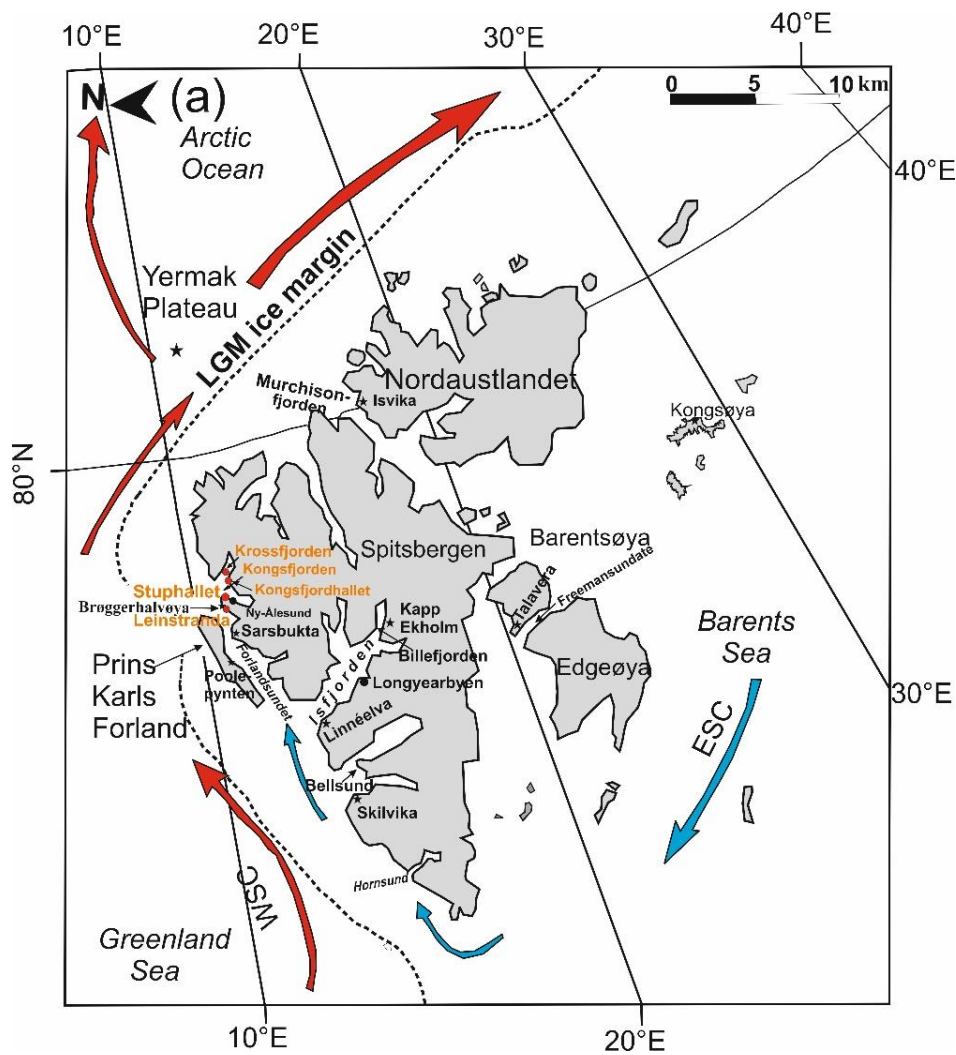 10°E
20°E
30°E
40°E
N
(a)
0 5 10 km
Arctic
Ocean
40°E
Yermak
Plateau
LGM ice margin
Murchison-
fjorden
Isvika
Nordaustlandet
Kongsøya
80°N
Krossfjorden
Kongsfjorden
Kongsfjordhallet
Stuphallet
Brøggerhalvøya
Ny-Ålesund
Leinstranda
Sarsbukta
Spitsbergen
Barentsøya
Talavera
Freemansundate
Kapp
Ekholm
Billefjorden
Edgeøya
Barents
Sea
Prins
Karls
Forland
Poole-
pynten
Forlandsundet
Isfjorden
Longyearbyen
Linnéelva
30°E
ESC
Bellsund
Skilvika
Hornsund
WSC
Greenland
Sea
10°E
20°E